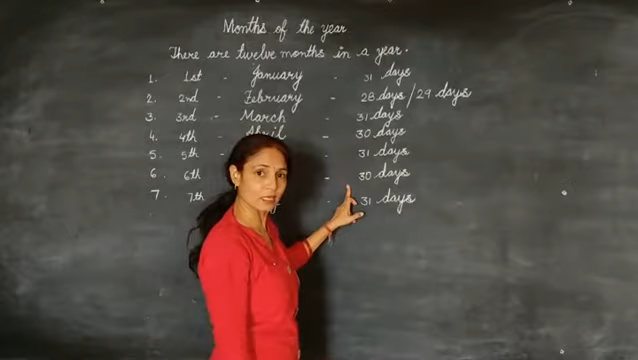 Months of the year
There are twelve months in a year.
1. 1st - January - 31 days
2. 2nd - February - 28 days / 29 days
3. 3rd - March - 31 days
4. 4th - April - 30 days
5. 5th - - 31 days
6. 6th - 30 days
7. 7th - 31 days